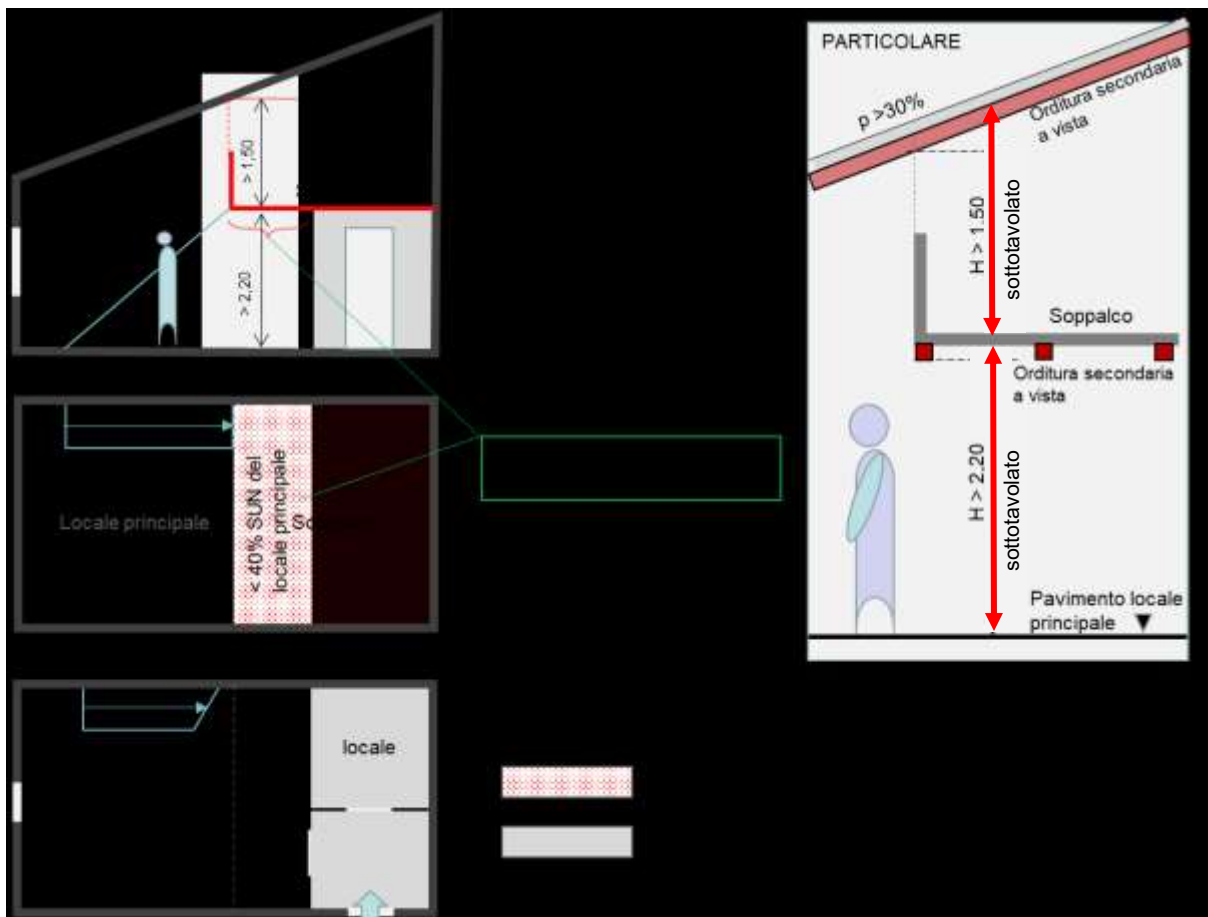 > 1,50
> 2,20
Locale principale
< 40% SUN del
locale principale
locale
PARTICOLARE
p >30%
Orditura secondaria
a vista
H > 1.50
sottotavolato
Soppalco
Orditura secondaria
a vista
H > 2.20
sottotavolato
Pavimento locale
principale